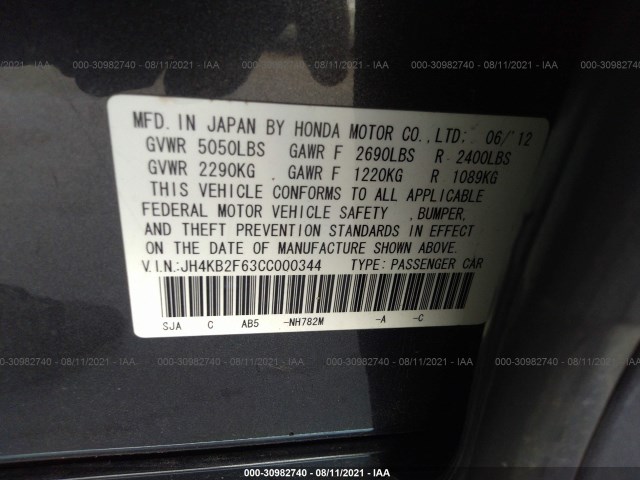 000-30982740 - 08/11/2021 - IAA
MFD. IN JAPAN BY HONDA MOTOR CO.,LTD: 06/12
GVWR 5050LBS GAWR F 2690LBS R 2400LBS
GVWR 2290KG GAWR F 1220KG R 1089KG
THIS VEHICLE CONFORMS TO ALL APPLICABLE
FEDERAL MOTOR VEHICLE SAFETY , BUMPER,
AND THEFT PREVENTION STANDARDS IN EFFECT
ON THE DATE OF MANUFACTURE SHOWN ABOVE.
V.I.N.:JH4KB2F63CC000344 TYPE: PASSENGER CAR
SJA C AB5 -NH782M -A -C
000-30982740 - 08/11/2021 - IAA